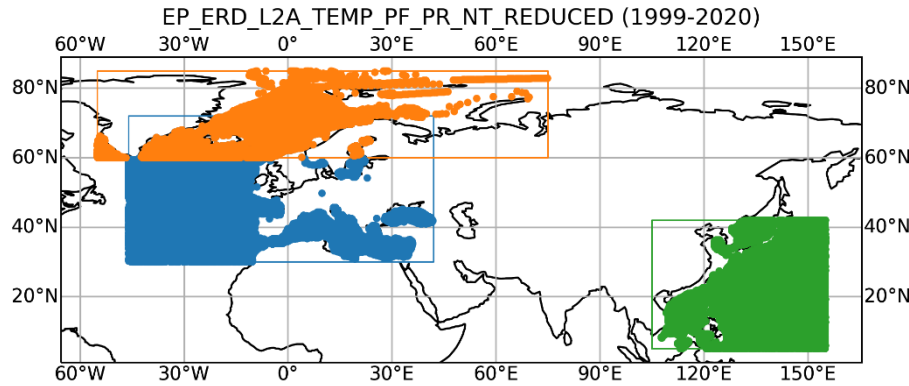 EP_ERD_L2A_TEMP_PF_PR_NT_REDUCED (1999-2020)
60°W 30°W 0° 30°E 60°E 90°E 120°E 150°E
80°N 80°N
60°N 60°N
40°N 40°N
20°N 20°N
60°W 30°W 0° 30°E 60°E 90°E 120°E 150°E